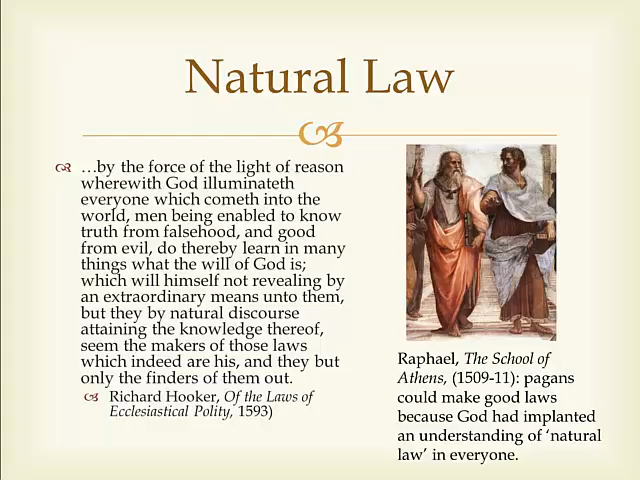 Natural Law
…by the force of the light of reason
wherewith God illuminateth
everyone which cometh into the
world, men being enabled to know
truth from falsehood, and good
from evil, do thereby learn in many
things what the will of God is;
which will himself not revealing by
an extraordinary means unto them,
but they by natural discourse
attaining the knowledge thereof,
seem the makers of those laws
which indeed are his, and they but
only the finders of them out.
Richard Hooker, Of the Laws of
Ecclesiastical Polity, 1593)
Raphael, The School of
Athens, (1509-11): pagans
could make good laws
because God had implanted
an understanding of ‘natural
law’ in everyone.